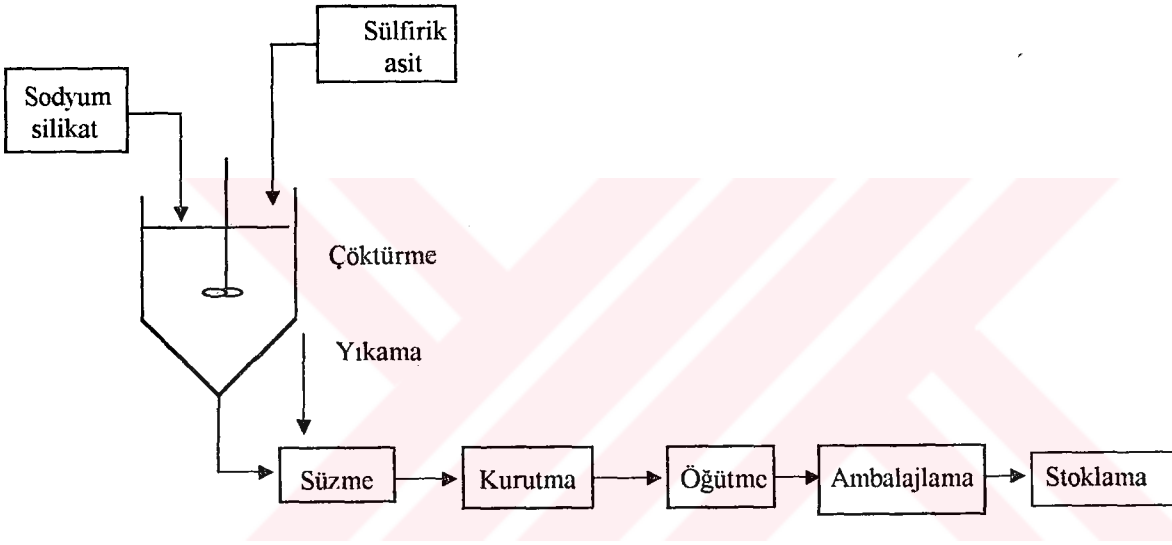 Sülfirik
asit
Sodyum
silikat
Çöktürme
Yıkama
Süzme
Kurutma
Öğütme
Ambalajlama
Stoklama